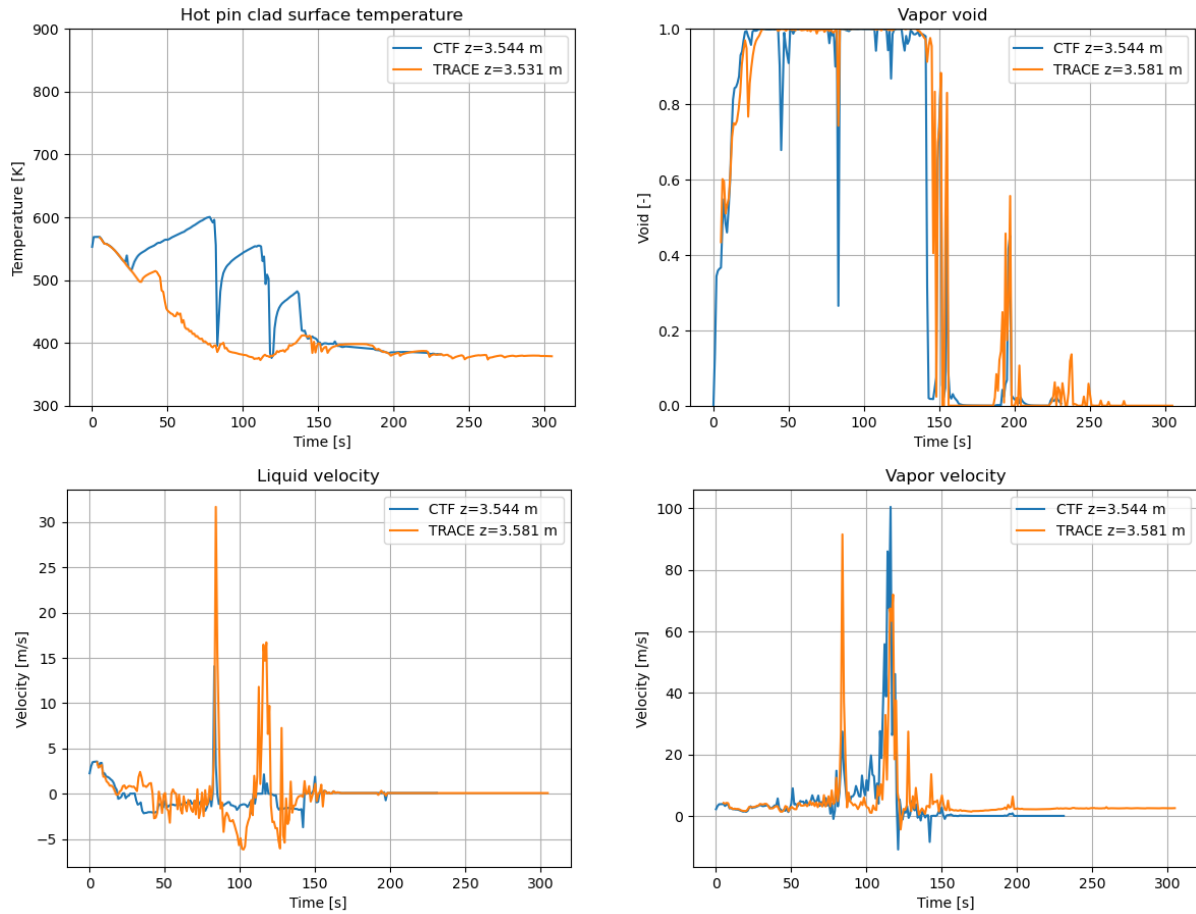 Hot pin clad surface temperature
CTF z=3.544 m
TRACE z=3.531 m
900
800
700
600
500
400
300
Temperature [K]
0 50 100 150 200 250 300
Time [s]
Vapor void
CTF z=3.544 m
TRACE z=3.581 m
1.0
0.8
0.6
0.4
0.2
0.0
Void [-]
0 50 100 150 200 250 300
Time [s]
Liquid velocity
CTF z=3.544 m
TRACE z=3.581 m
30
25
20
15
10
5
0
−5
Velocity [m/s]
0 50 100 150 200 250 300
Time [s]
Vapor velocity
CTF z=3.544 m
TRACE z=3.581 m
100
80
60
40
20
0
Velocity [m/s]
0 50 100 150 200 250 300
Time [s]